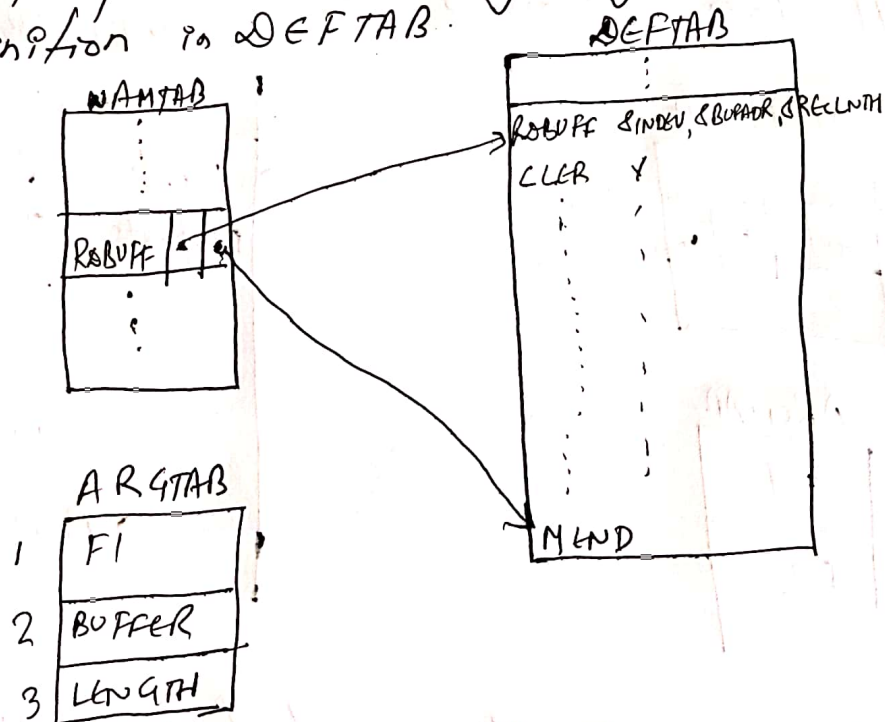 nition in DEFTAB.
NAMTAB
DEFTAB
RDBUFF &INDEV, &BUFADR, &RECLNTH
CLER X
RDBUFF
MEND
ARGTAB
1 F1
2 BUFFER
3 LENGTH